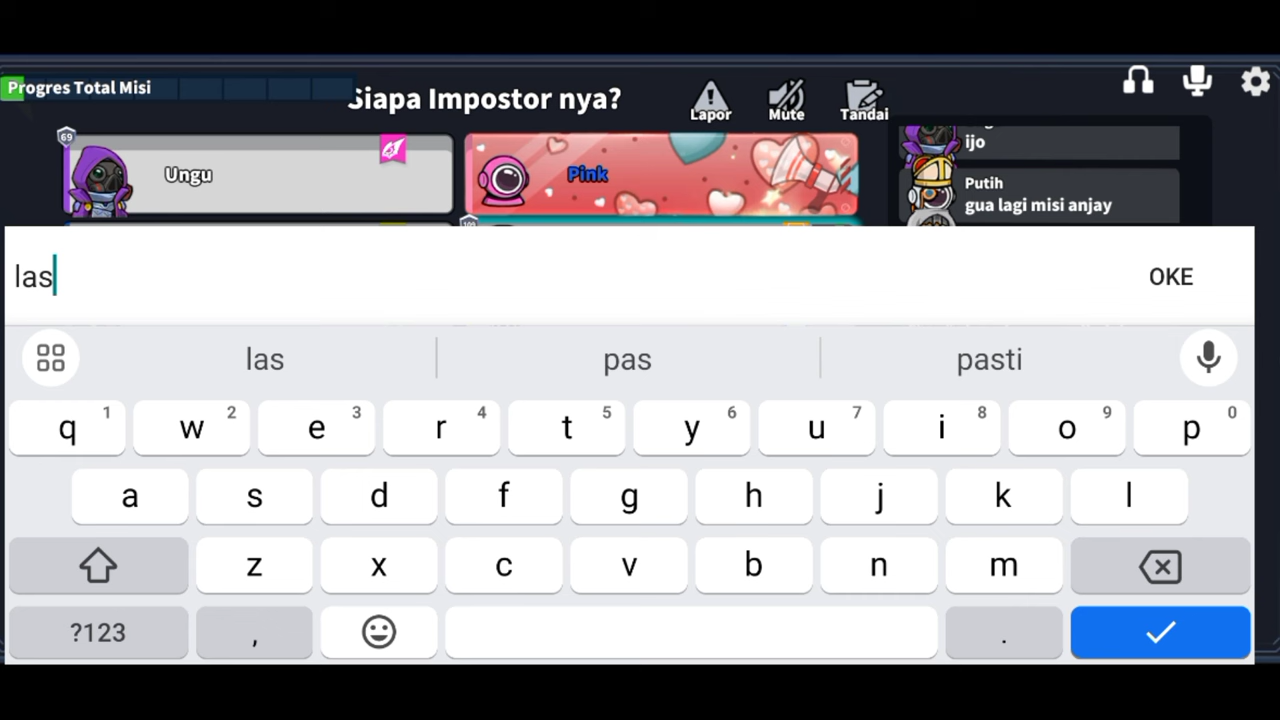 Progres Total Misi
Siapa Impostor nya?
Lapor
Mute
Tandai
69
Ungu
Pink
ijo
Putih
gua lagi misi anjay
las
OKE
las
pas
pasti
q 1 w 2 e 3 r 4 t 5 y 6 u 7 i 8 o 9 p 0
a s d f g h j k l
z x c v b n m
?123 , .